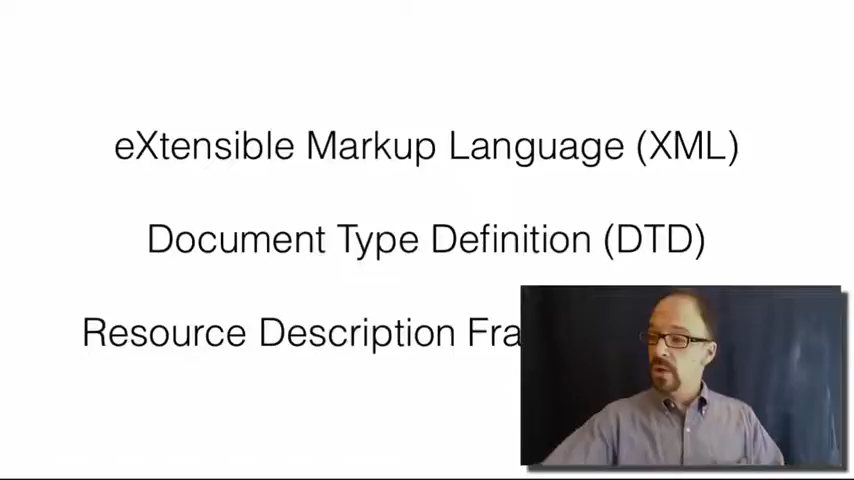 eXtensible Markup Language (XML)
Document Type Definition (DTD)
Resource Description Fra